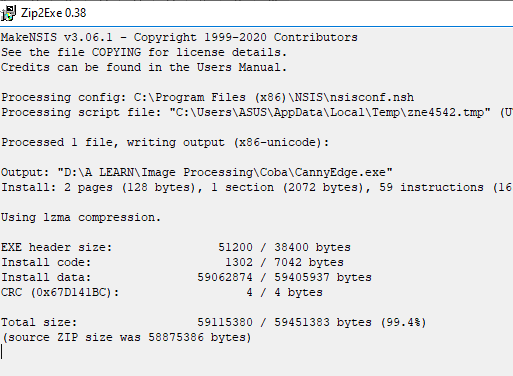 Zip2Exe 0.38
MakeNSIS v3.06.1 - Copyright 1999-2020 Contributors
See the file COPYING for license details.
Credits can be found in the Users Manual.
Processing config: C:\Program Files (x86)\NSIS\nsisconf.nsh
Processing script file: "C:\Users\ASUS\AppData\Local\Temp\zne4542.tmp" (U
Processed 1 file, writing output (x86-unicode):
Output: "D:\A LEARN\Image Processing\Coba\CannyEdge.exe"
Install: 2 pages (128 bytes), 1 section (2072 bytes), 59 instructions (16
Using lzma compression.
EXE header size: 51200 / 38400 bytes
Install code: 1302 / 7042 bytes
Install data: 59062874 / 59405937 bytes
CRC (0x67D141BC): 4 / 4 bytes
Total size: 59115380 / 59451383 bytes (99.4%)
(source ZIP size was 58875386 bytes)